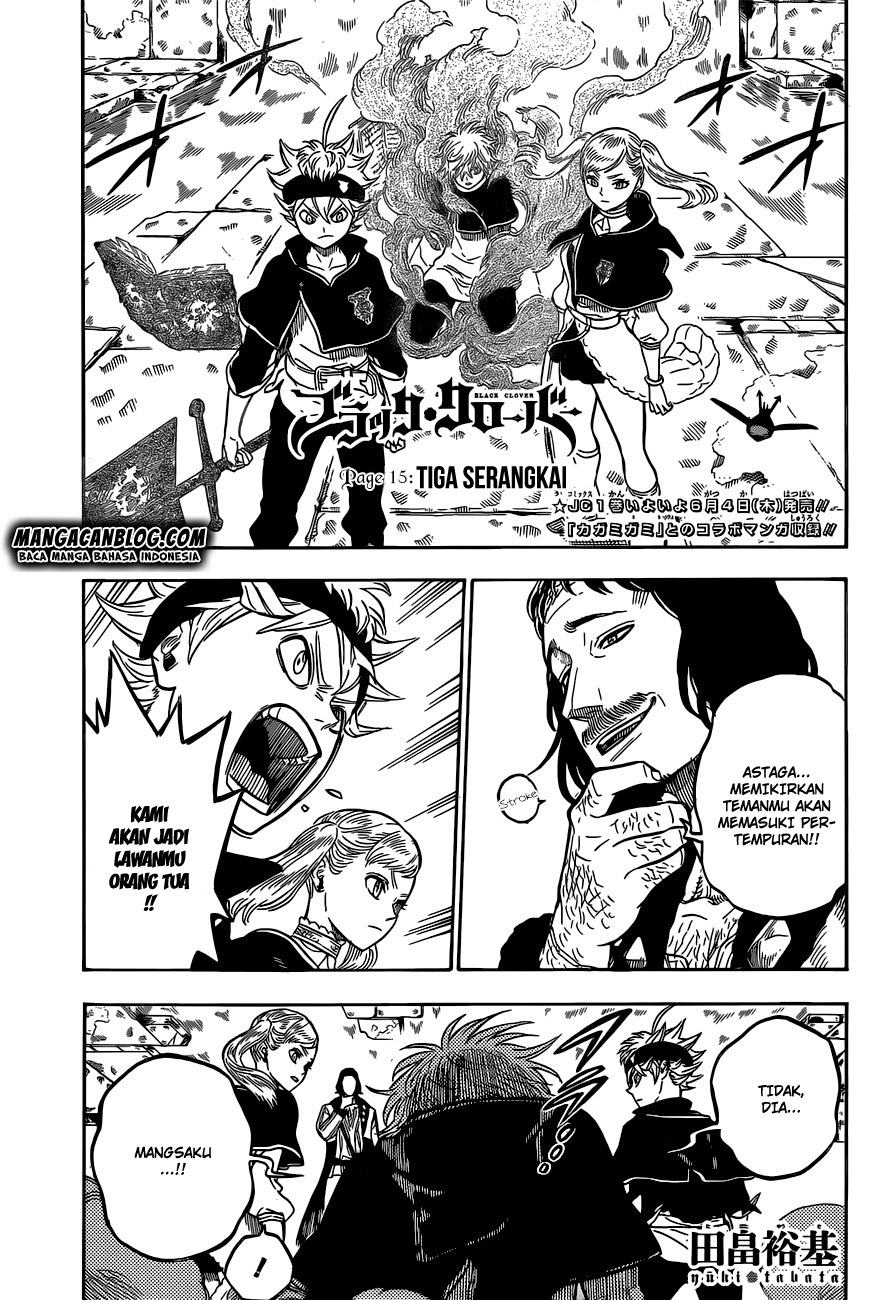 ブラック・クローバー
BLACK CLOVER
Page 15: TIGA SERANGKAI
★JC1巻いよいよ6月4日(木)発売!!
『カガミガミ』とのコラボマンガ収録!!
MANGACANBLOG.COM
BACA MANGA BAHASA INDONESIA
ASTAGA...
MEMIKIRKAN
TEMANMU AKAN
MEMASUKI PER-
TEMPURAN!!
Stroke
KAMI
AKAN JADI
LAWANMU
ORANG TUA
!!
TIDAK,
DIA...
MANGSAKU
...!!
!
田畠裕基
yūki tabata